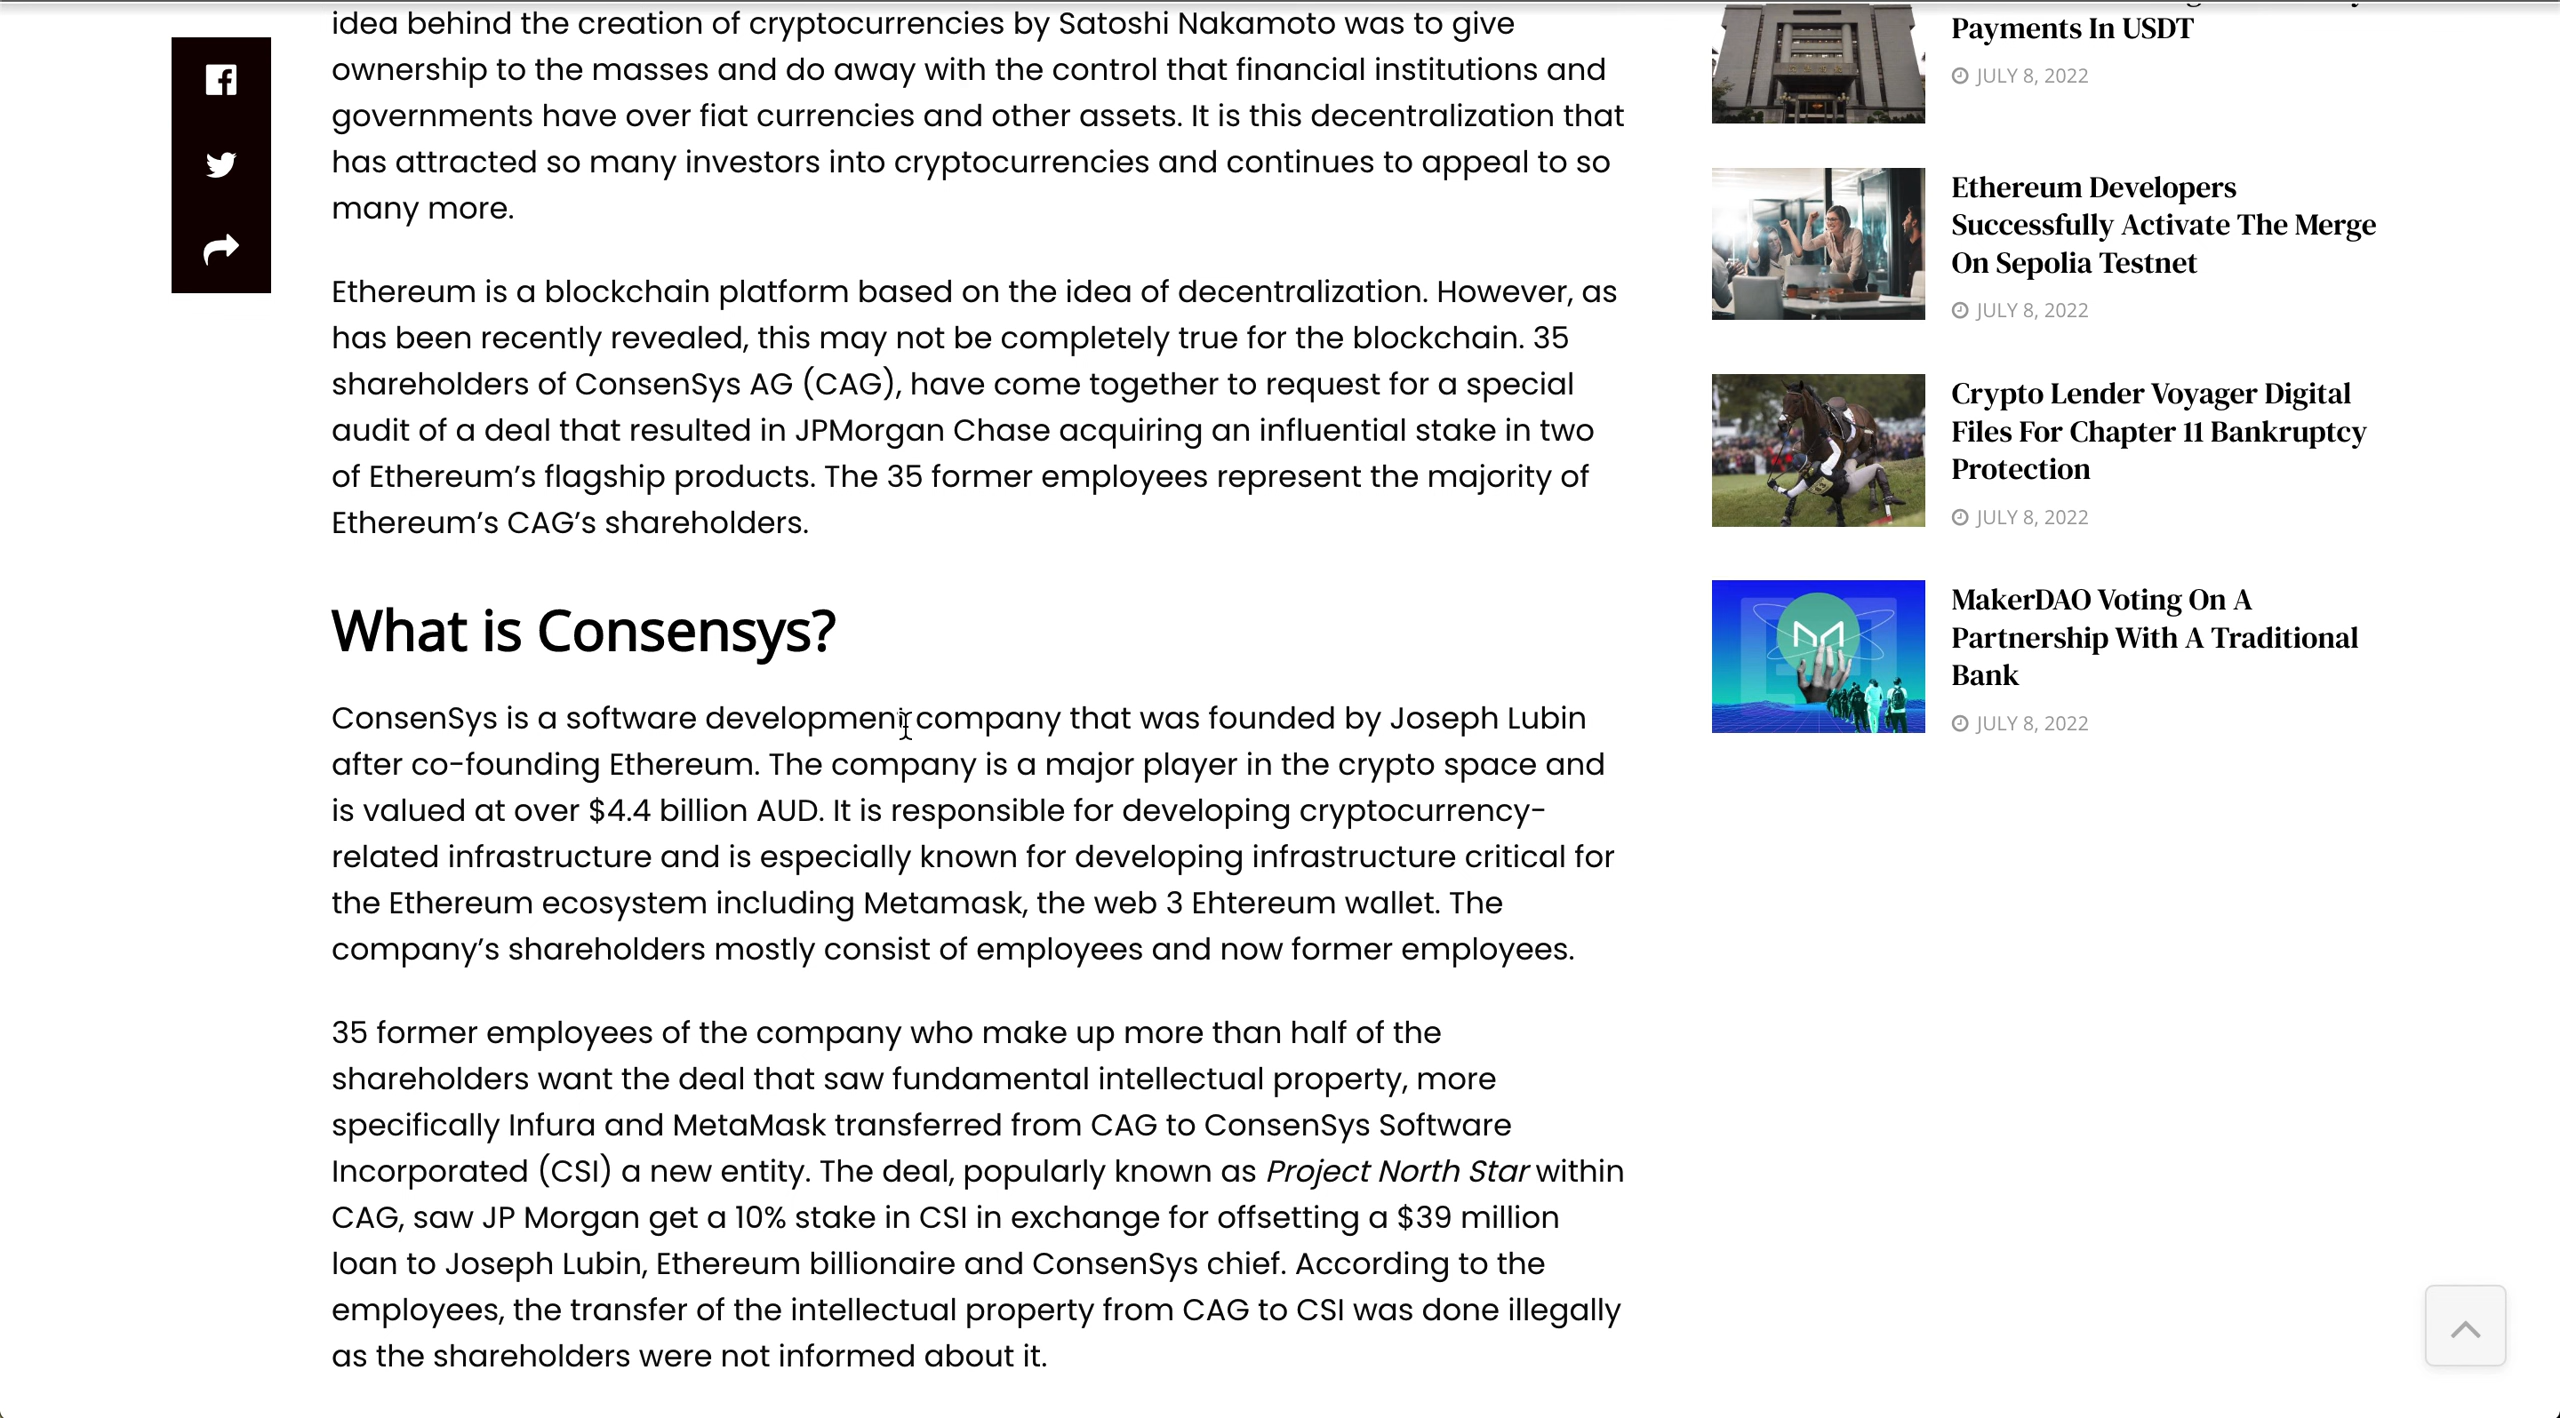 idea behind the creation of cryptocurrencies by Satoshi Nakamoto was to give
ownership to the masses and do away with the control that financial institutions and
governments have over fiat currencies and other assets. It is this decentralization that
has attracted so many investors into cryptocurrencies and continues to appeal to so
many more.
Ethereum is a blockchain platform based on the idea of decentralization. However, as
has been recently revealed, this may not be completely true for the blockchain. 35
shareholders of ConsenSys AG (CAG), have come together to request for a special
audit of a deal that resulted in JPMorgan Chase acquiring an influential stake in two
of Ethereum’s flagship products. The 35 former employees represent the majority of
Ethereum’s CAG’s shareholders.
What is Consensys?
ConsenSys is a software development company that was founded by Joseph Lubin
after co-founding Ethereum. The company is a major player in the crypto space and
is valued at over $4.4 billion AUD. It is responsible for developing cryptocurrency-
related infrastructure and is especially known for developing infrastructure critical for
the Ethereum ecosystem including Metamask, the web 3 Ehtereum wallet. The
company’s shareholders mostly consist of employees and now former employees.
35 former employees of the company who make up more than half of the
shareholders want the deal that saw fundamental intellectual property, more
specifically Infura and MetaMask transferred from CAG to ConsenSys Software
Incorporated (CSI) a new entity. The deal, popularly known as Project North Star within
CAG, saw JP Morgan get a 10% stake in CSI in exchange for offsetting a $39 million
loan to Joseph Lubin, Ethereum billionaire and ConsenSys chief. According to the
employees, the transfer of the intellectual property from CAG to CSI was done illegally
as the shareholders were not informed about it.
Payments In USDT
JULY 8, 2022
Ethereum Developers
Successfully Activate The Merge
On Sepolia Testnet
JULY 8, 2022
Crypto Lender Voyager Digital
Files For Chapter 11 Bankruptcy
Protection
JULY 8, 2022
MakerDAO Voting On A
Partnership With A Traditional
Bank
JULY 8, 2022